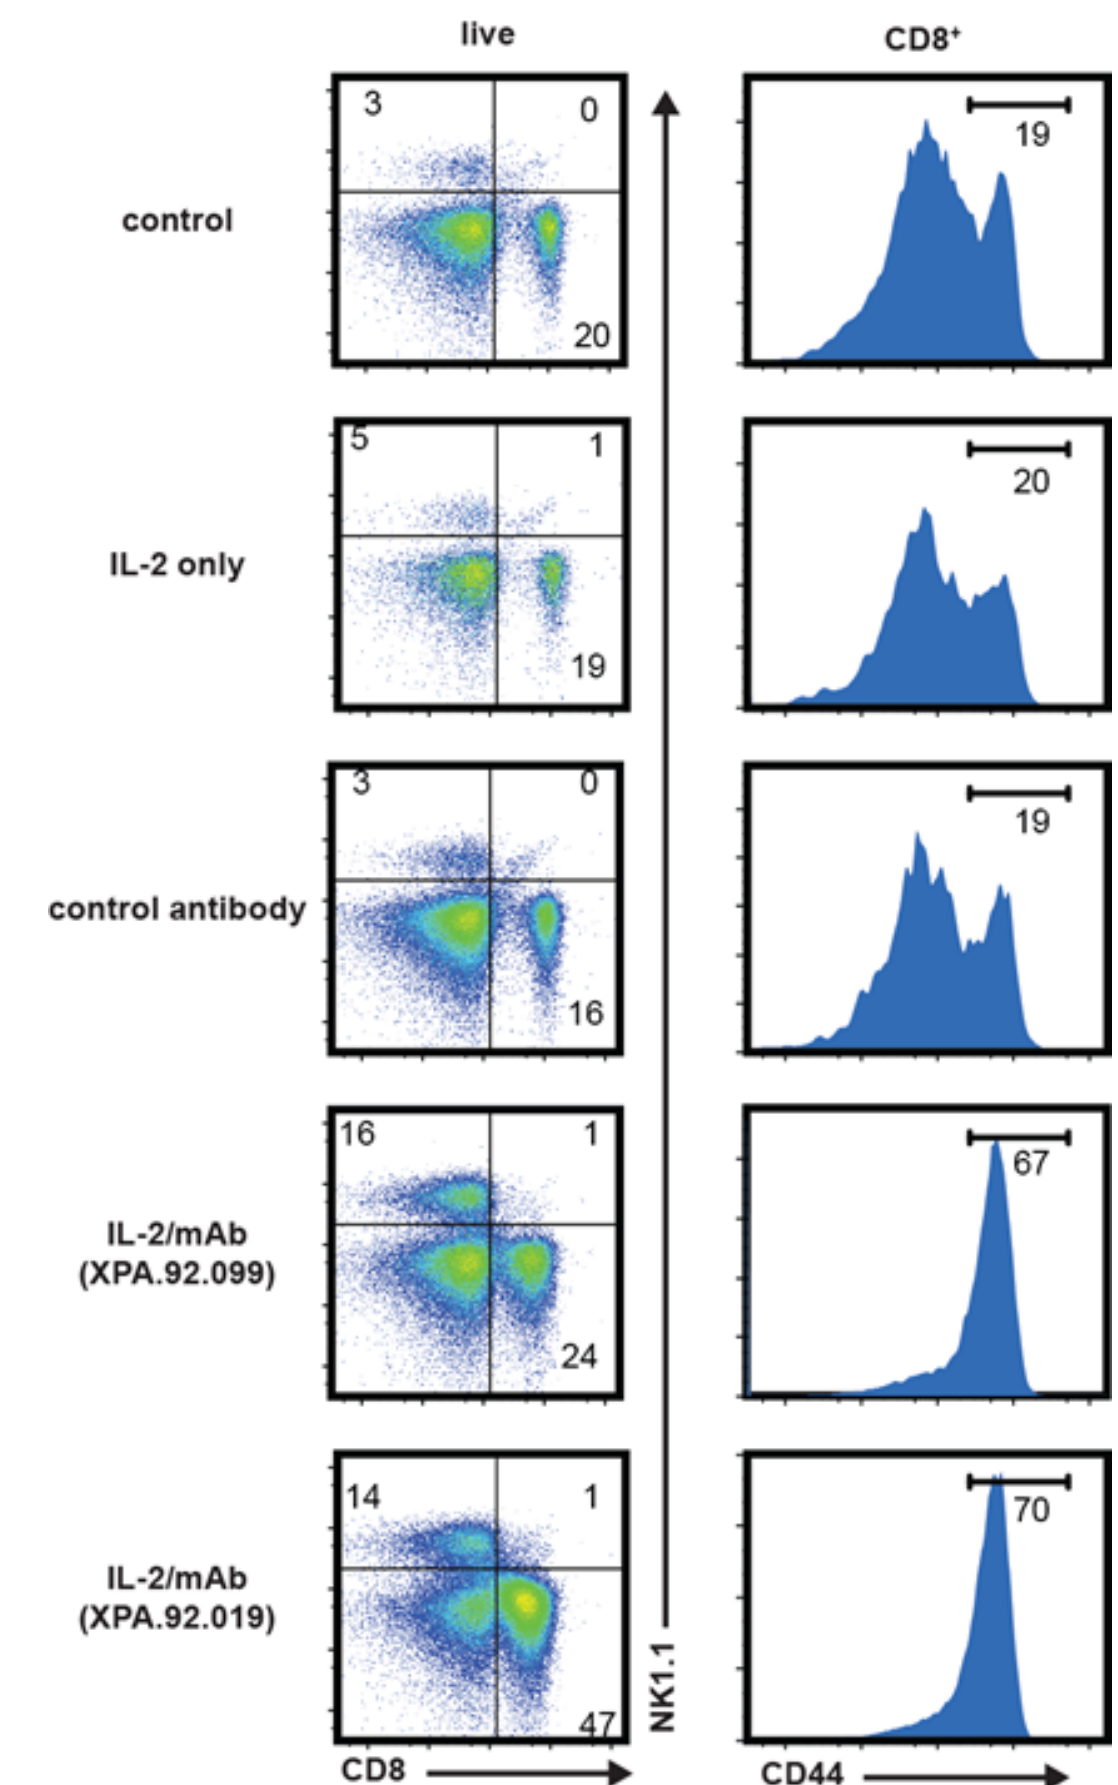 live
CD8⁺
3
0
19
control
20
5
1
20
IL-2 only
19
3
0
19
control antibody
16
16
1
67
IL-2/mAb
(XPA.92.099)
24
14
1
70
IL-2/mAb
(XPA.92.019)
47
NK1.1
CD8
CD44